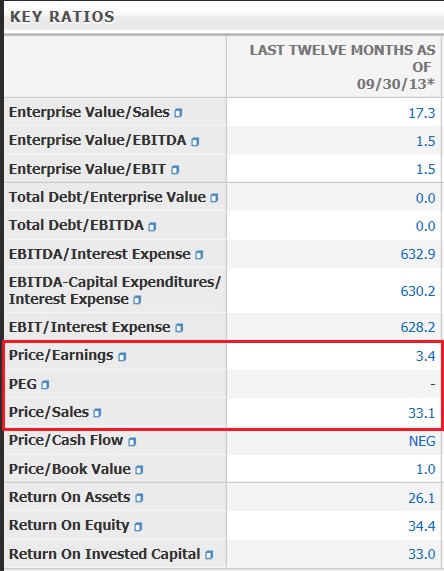 KEY RATIOS
LAST TWELVE MONTHS AS
OF
09/30/13*
Enterprise Value/Sales 17.3
Enterprise Value/EBITDA 1.5
Enterprise Value/EBIT 1.5
Total Debt/Enterprise Value 0.0
Total Debt/EBITDA 0.0
EBITDA/Interest Expense 632.9
EBITDA-Capital Expenditures/
Interest Expense 630.2
EBIT/Interest Expense 628.2
Price/Earnings 3.4
PEG -
Price/Sales 33.1
Price/Cash Flow NEG
Price/Book Value 1.0
Return On Assets 26.1
Return On Equity 34.4
Return On Invested Capital 33.0